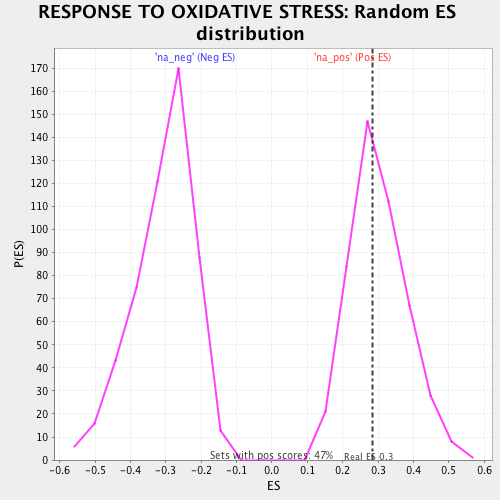 RESPONSE TO OXIDATIVE STRESS: Random ES
distribution
'na_neg' (Neg ES)
'na_pos' (Pos ES)
P(ES)
170
160
150
140
130
120
110
100
90
80
70
60
50
40
30
20
10
0
Sets with pos scores: 47%
Real ES 0.3
-0.6 -0.5 -0.4 -0.3 -0.2 -0.1 0.0 0.1 0.2 0.3 0.4 0.5 0.6
ES